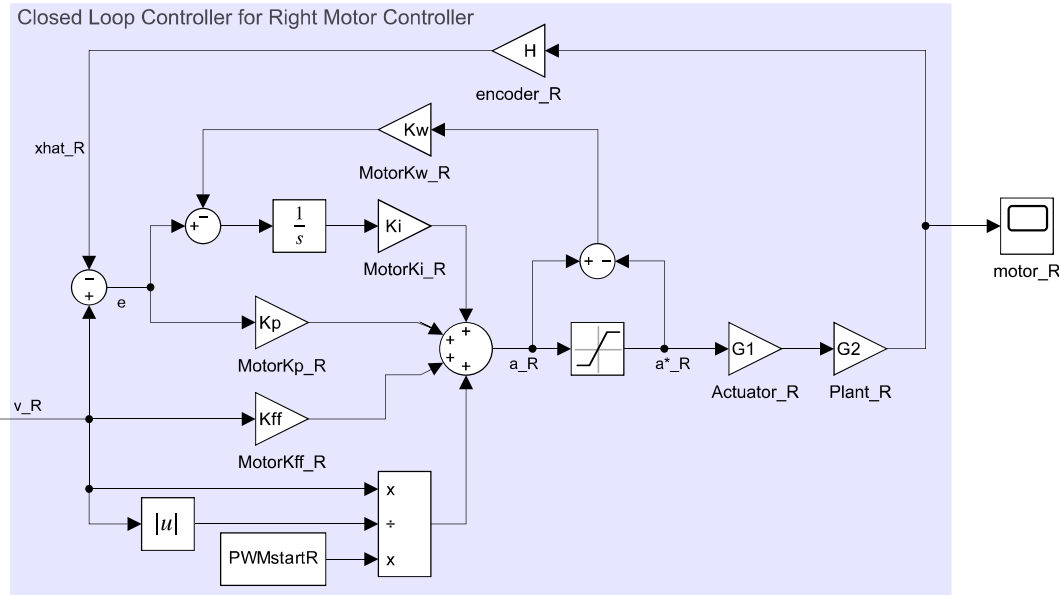 Closed Loop Controller for Right Motor Controller
H
encoder_R
Kw
MotorKw_R
xhat_R
+ −
1
s
Ki
MotorKi_R
motor_R
−
+
e
+ −
Kp
MotorKp_R
+
+
+
+
a_R
a*_R
G1
Actuator_R
G2
Plant_R
v_R
Kff
MotorKff_R
x
|u|
÷
PWMstartR
x